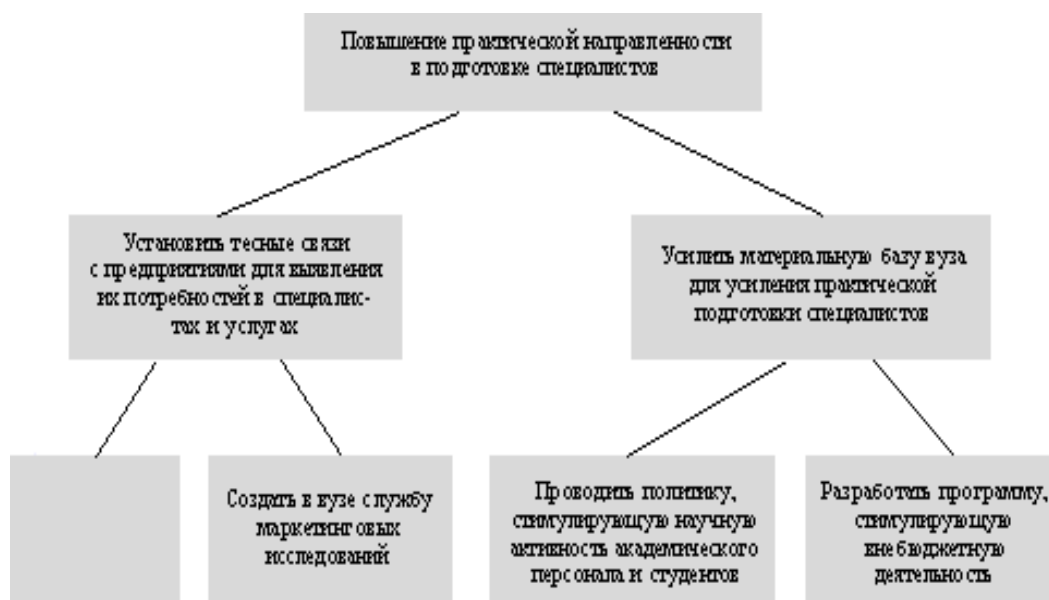 Повышение практической направленности
в подготовке специалистов
Установить тесные связи
с предприятиями для выявления
их потребностей в специалис-
тах и услугах
Усилить материальную базу вуза
для усиления практической
подготовки специалистов
Создать в вузе службу
маркетинговых
исследований
Проводить политику,
стимулирующую научную
активность академического
персонала и студентов
Разработать программу,
стимулирующую
внебюджетную
деятельность